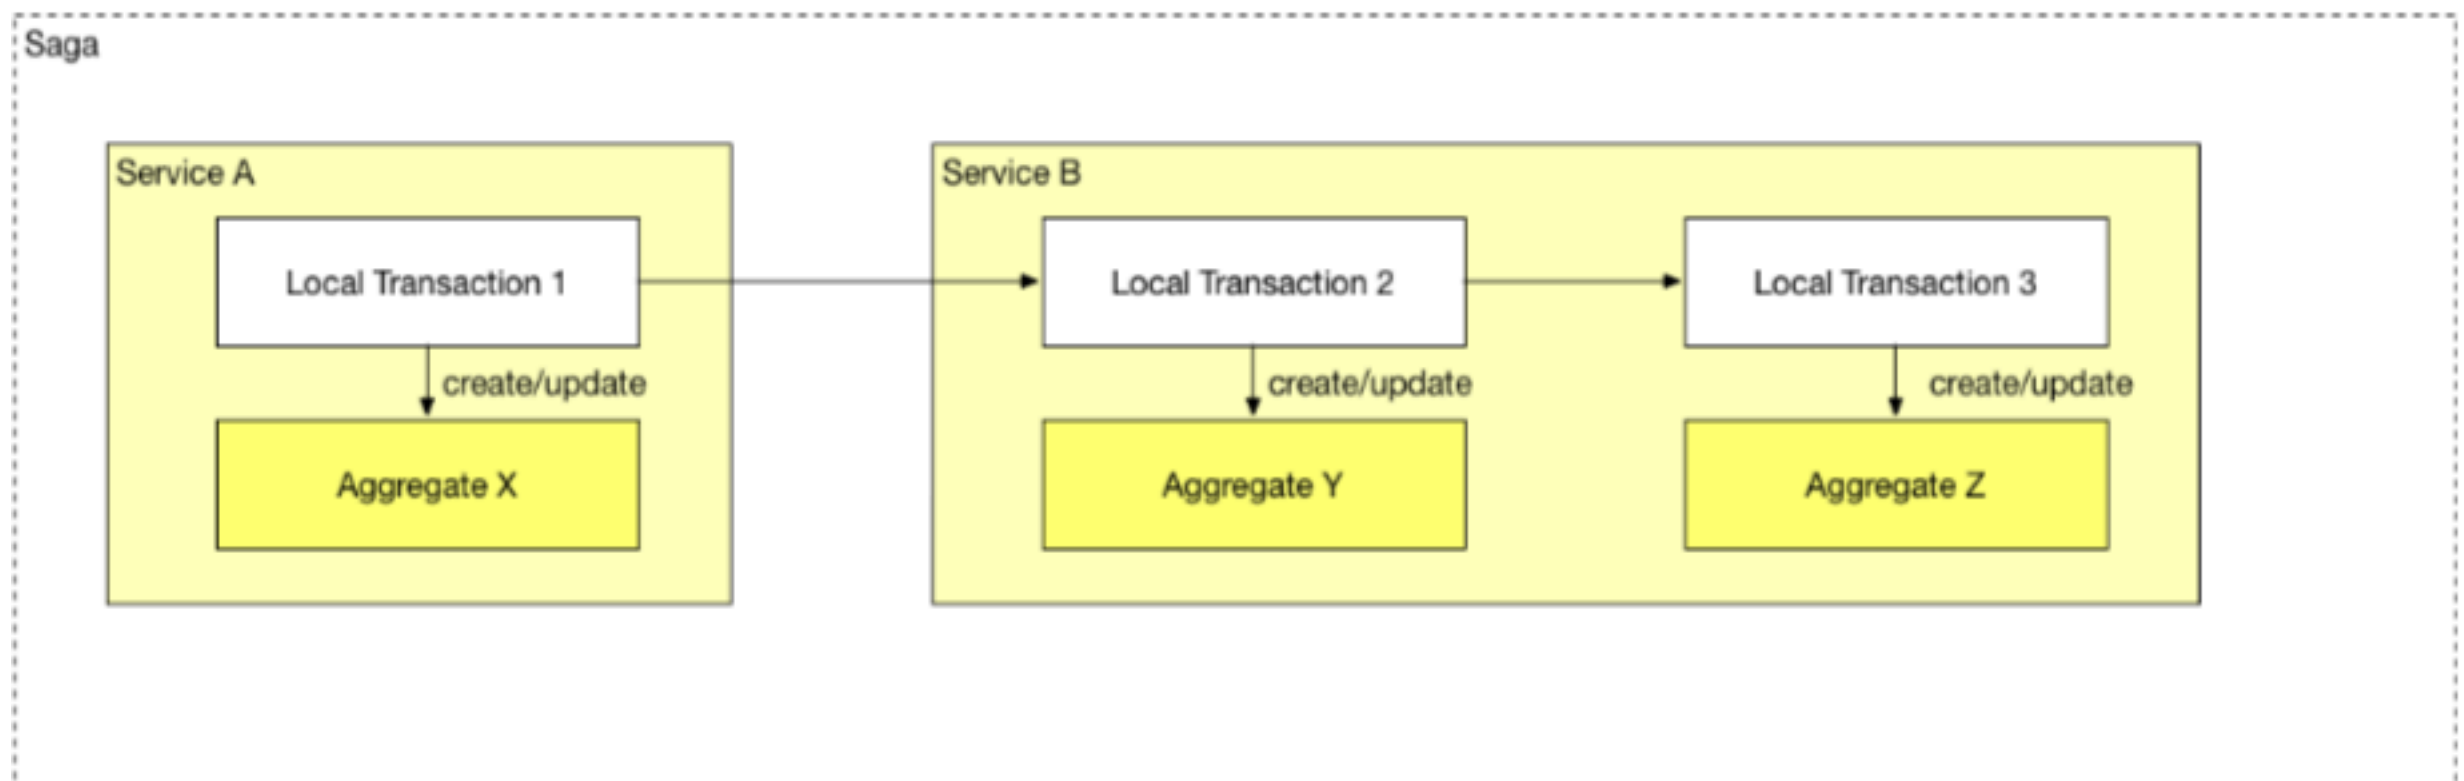 Saga
Service A
Local Transaction 1
create/update
Aggregate X
Service B
Local Transaction 2
create/update
Aggregate Y
Local Transaction 3
create/update
Aggregate Z